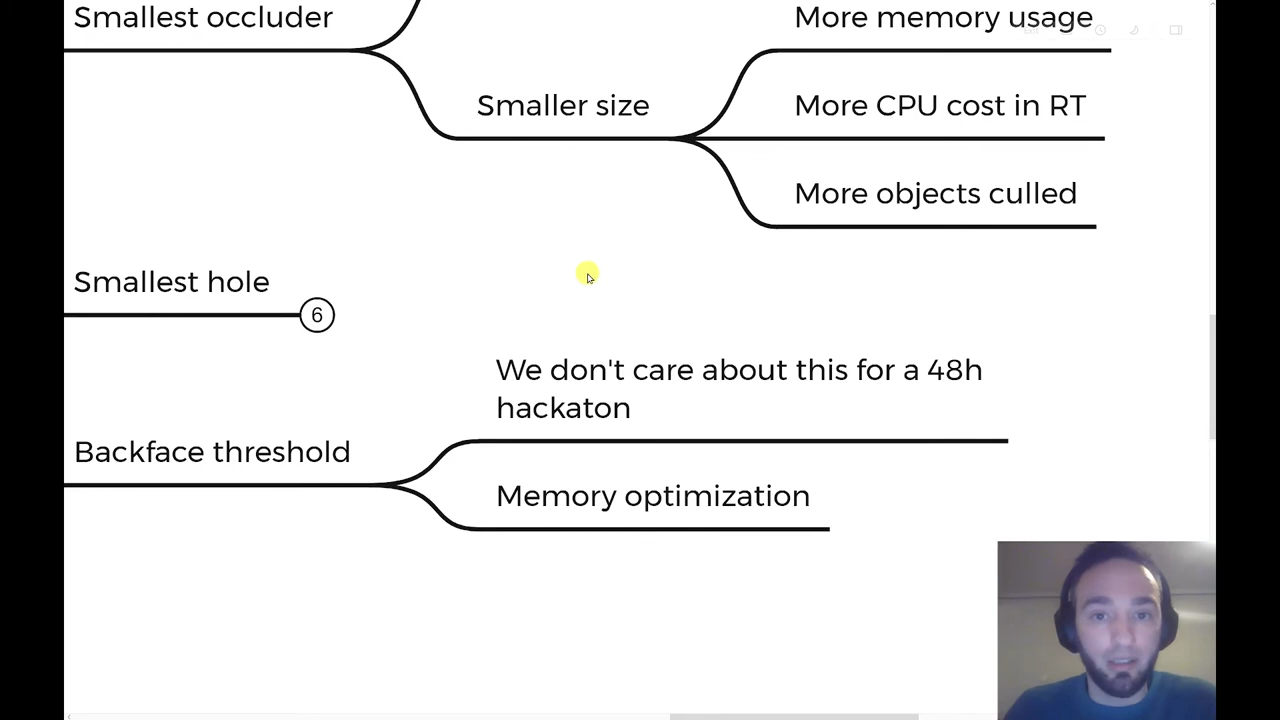 Smallest occluder
More memory usage
Smaller size
More CPU cost in RT
More objects culled
Smallest hole
6
We don't care about this for a 48h
hackaton
Backface threshold
Memory optimization